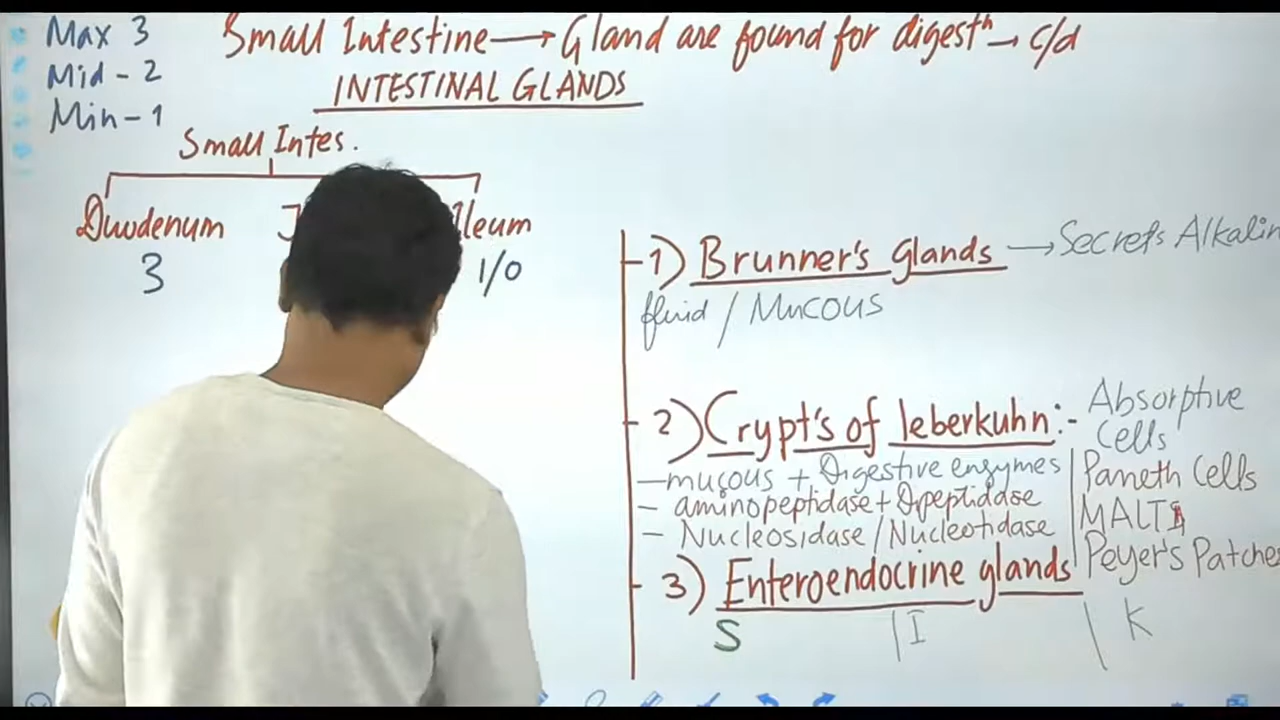 Max 3
Mid - 2
Min - 1
Small Intestine → Gland are found for digestⁿ → c/d
INTESTINAL GLANDS
Small Intes.
Duodenum J Ileum
3 1/0
1) Brunner's glands → Secrets Alkalin
fluid / Mucous
2) Crypt's of leberkuhn :-
— mucous + Digestive enzymes
— aminopeptidase + Dipeptidase
— Nucleosidase / Nucleotidase
Absorptive
Cells
Paneth Cells
MALT
Peyer's Patche
3) Enteroendocrine glands
S | I | K